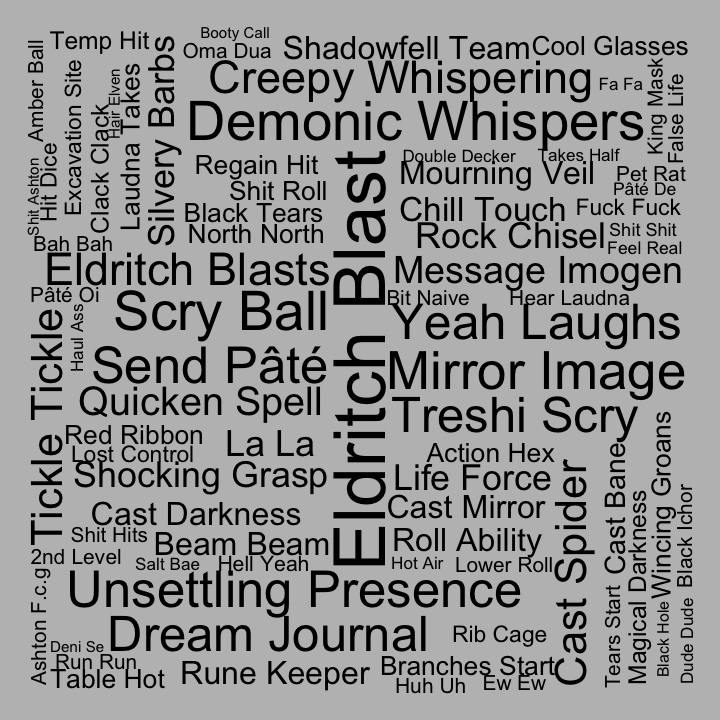 Booty Call
Temp Hit
Oma Dua
Shadowfell Team
Cool Glasses
Amber Ball
Excavation Site
Clack Clack
Hair Elven
Laudna Takes
Silvery Barbs
Creepy Whispering
Fa Fa
King Mask
False Life
Demonic Whispers
Shit Ashton
Hit Dice
Regain Hit
Double Decker
Takes Half
Mourning Veil
Pet Rat
Shit Roll
Pâté De
Black Tears
Chill Touch
Fuck Fuck
North North
Rock Chisel
Shit Shit
Bah Bah
Feel Real
Eldritch Blast
Eldritch Blasts
Message Imogen
Pâté Oi
Bit Naive
Hear Laudna
Scry Ball
Yeah Laughs
Tickle Tickle
Haul Ass
Send Pâté
Mirror Image
Quicken Spell
Treshi Scry
Red Ribbon
La La
Lost Control
Action Hex
Shocking Grasp
Life Force
Cast Spider
Cast Bane
Wincing Groans
Cast Darkness
Cast Mirror
Shit Hits
Beam Beam
Roll Ability
2nd Level
Salt Bae
Hell Yeah
Hot Air
Lower Roll
Tears Start
Magical Darkness
Black Ichor
Ashton F.c.g
Unsettling Presence
Black Hole
Dude Dude
Deni Se
Dream Journal
Rib Cage
Run Run
Table Hot
Rune Keeper
Branches Start
Huh Uh
Ew Ew